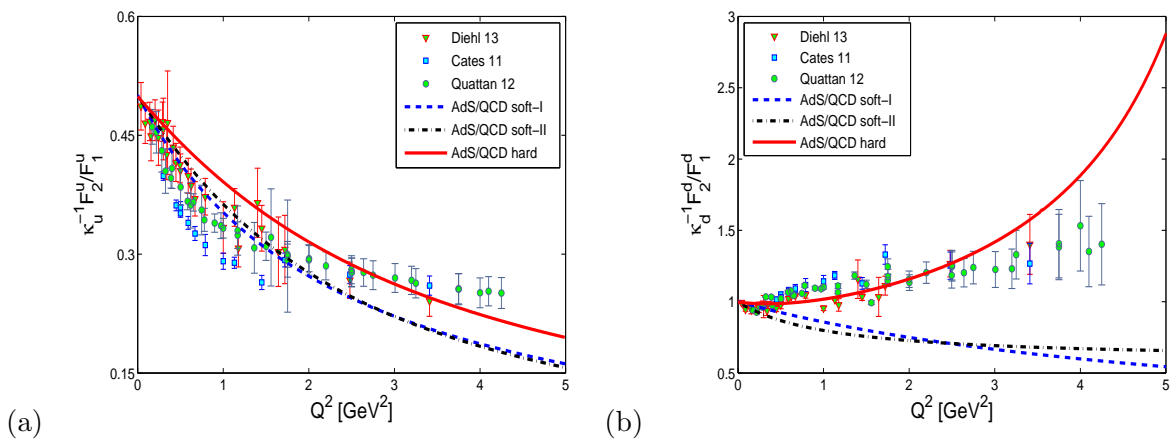 0.6
0.45
0.3
0.15
κ_u^{-1} F_2^u/F_1^u
Diehl 13
Cates 11
Quattan 12
AdS/QCD soft−I
AdS/QCD soft−II
AdS/QCD hard
0 1 2 3 4 5
Q^2 [GeV^2]
(a)
3
2.5
2
1.5
1
0.5
κ_d^{-1} F_2^d/F_1^d
Diehl 13
Cates 11
Quattan 12
AdS/QCD soft−I
AdS/QCD soft−II
AdS/QCD hard
0 1 2 3 4 5
Q^2 [GeV^2]
(b)